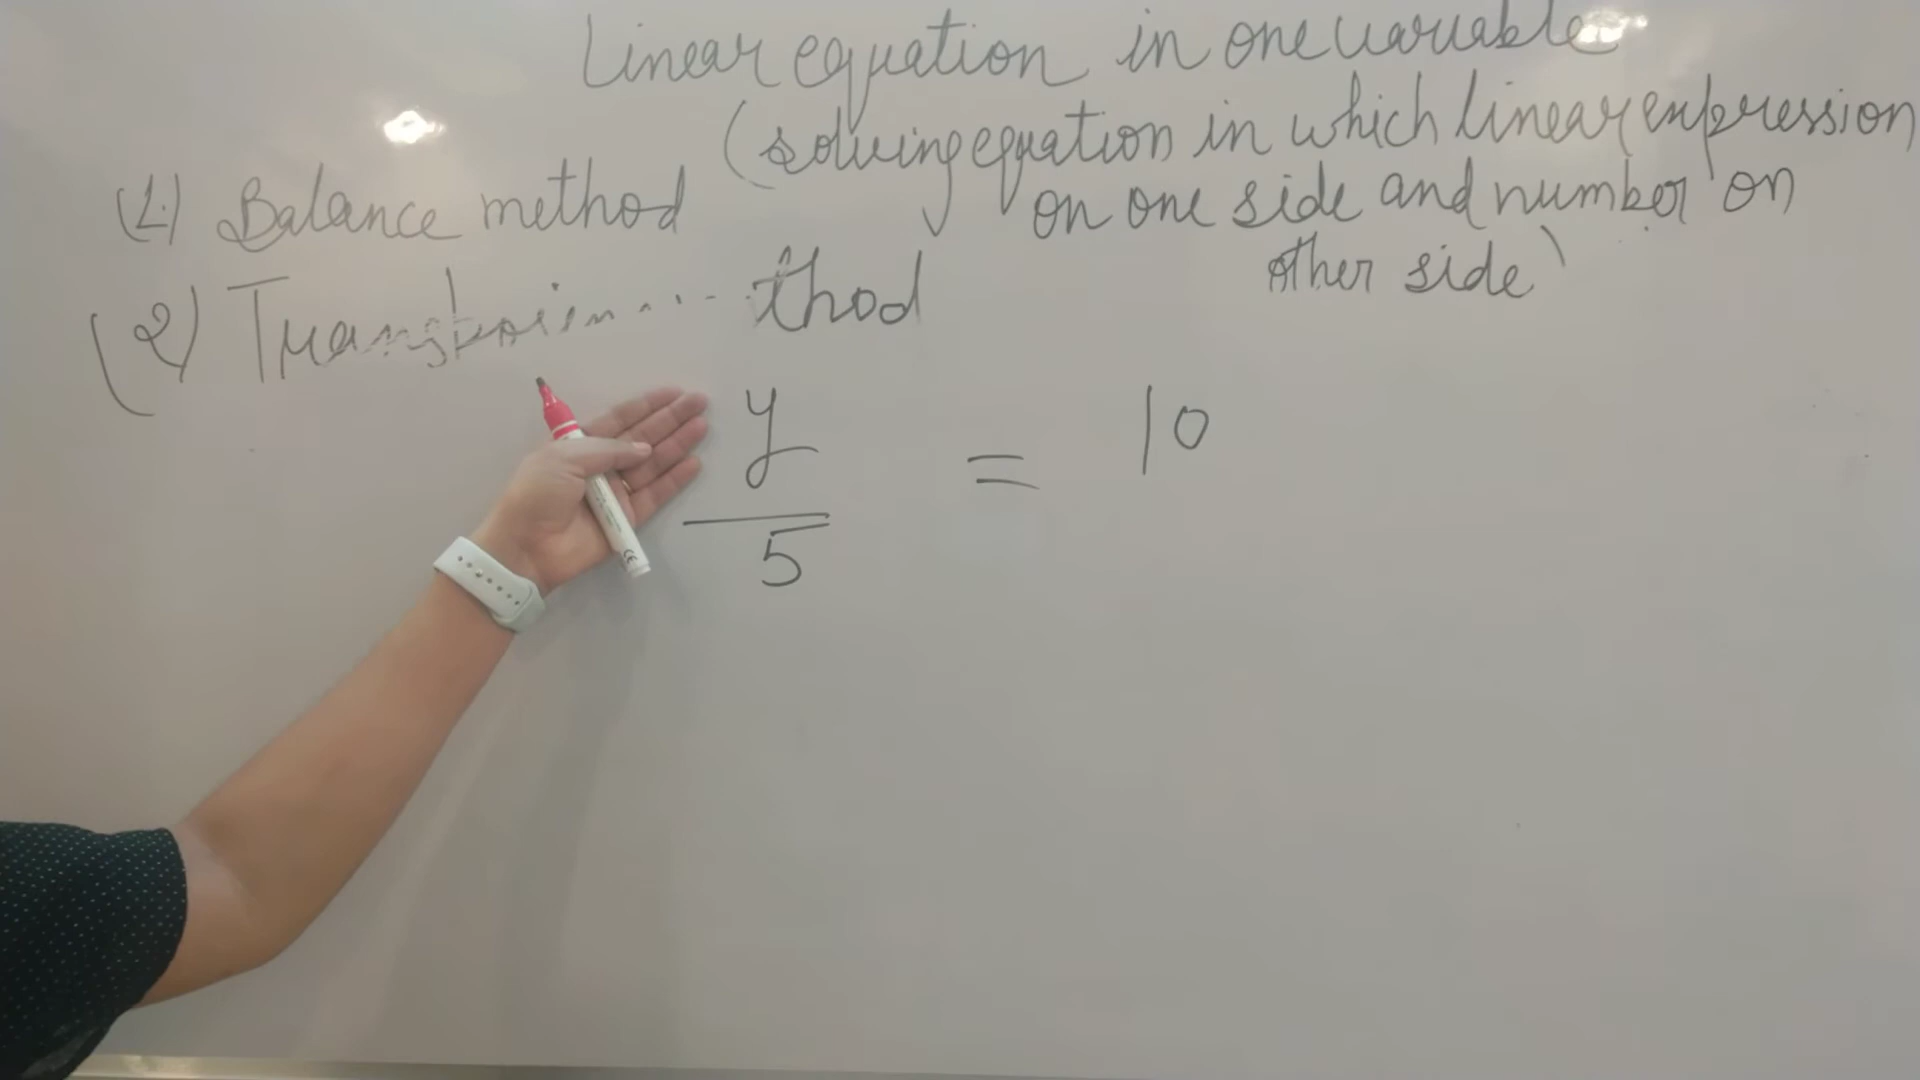 Linear equation in one variable
(solving equation in which linear expression
on one side and number on
other side)
(1.) Balance method
(2) thod
y
5
= 10